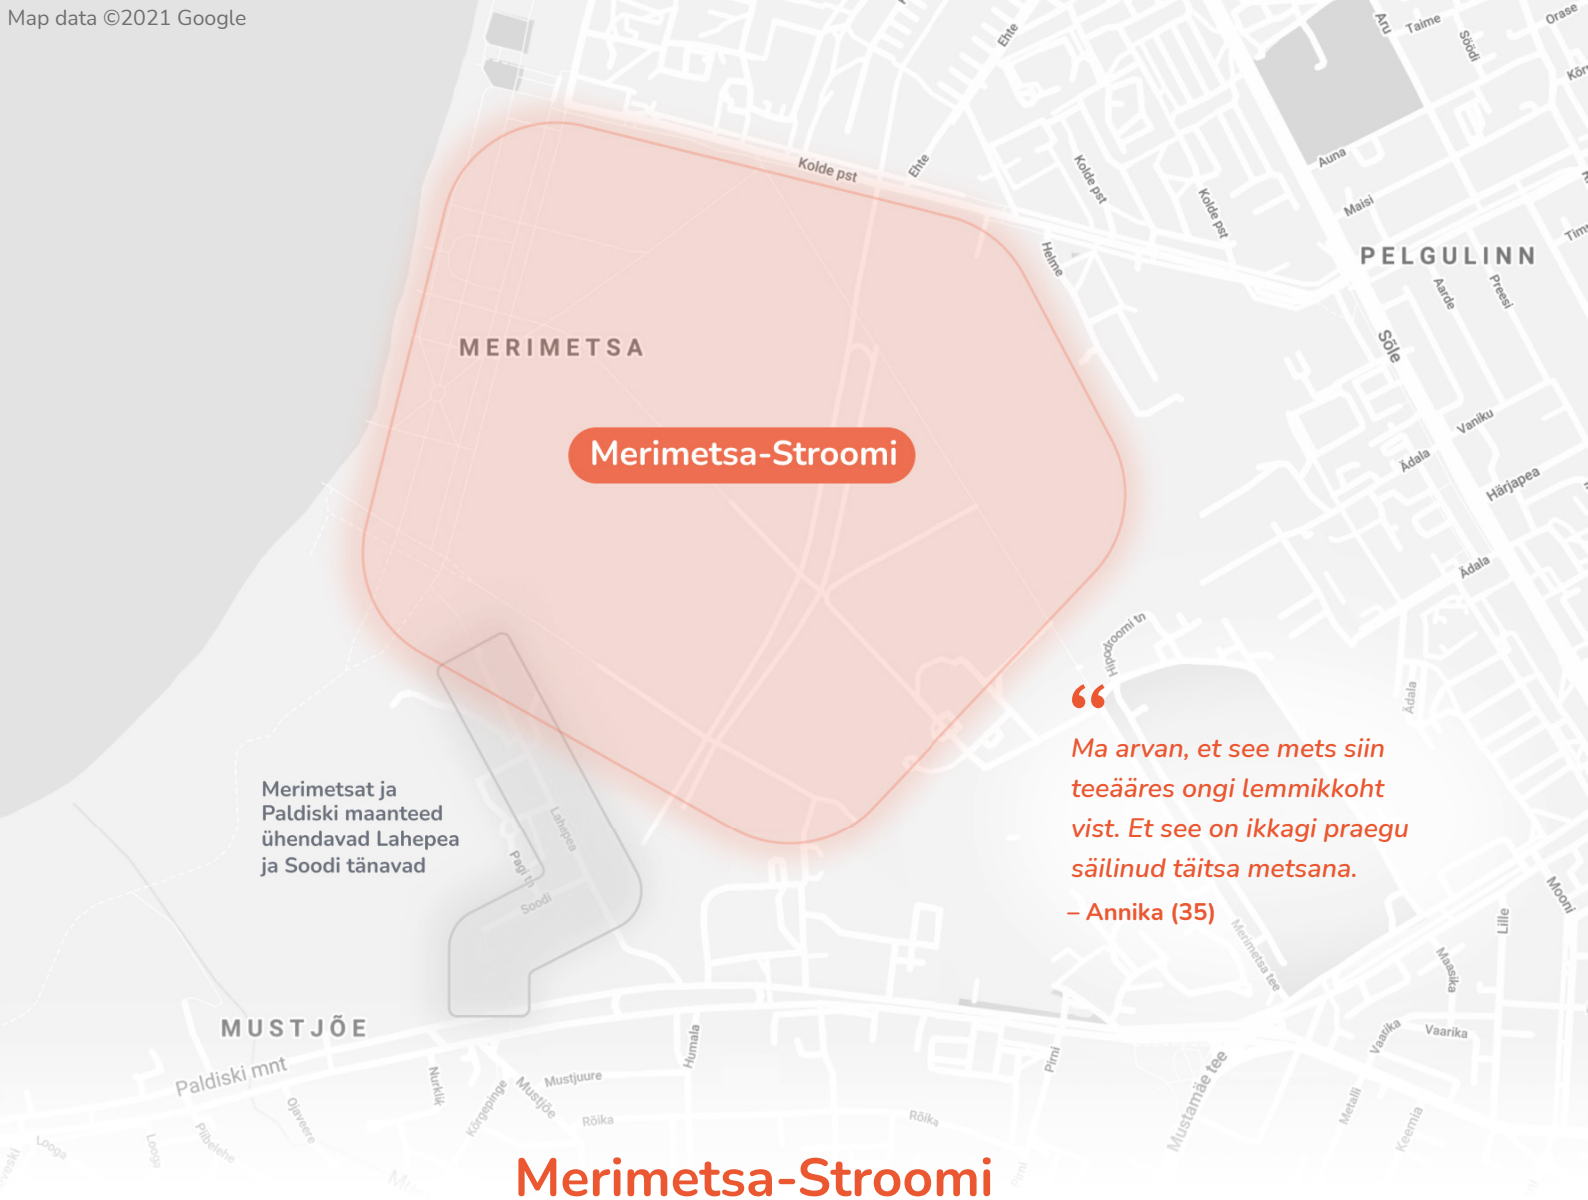 Map data ©2021 Google
Ehte
Aru
Taime
Söödi
Orase
Auna
Kolde pst
Ehte
Kolde pst
Kolde pst
Maisi
Helme
PELGULINN
Aarde
Preesi
MERIMETSA
Sõle
Merimetsa-Stroomi
Vaniku
Ädala
Härjapea
Ädala
Hipodroomi tn
Ädala
“
Ma arvan, et see mets siin
teeääres ongi lemmikkoht
vist. Et see on ikkagi praegu
säilinud täitsa metsana.
– Annika (35)
Merimetsat ja
Paldiski maanteed
ühendavad Lahepea
ja Soodi tänavad
Lahepea
Pagi tn
Soodi
Mooni
Lille
Merimetsa tee
Maasika
MUSTJÕE
Paldiski mnt
Humala
Pirni
Vaarika
Vaarika
Nurklik
Kõrgepinge
Mustjõe
Mustjuure
Mustamäe tee
Ojaveere
Piibelehe
Looga
Looga
Rõika
Rõika
Metalli
Keemia
Pirni
Merimetsa-Stroomi